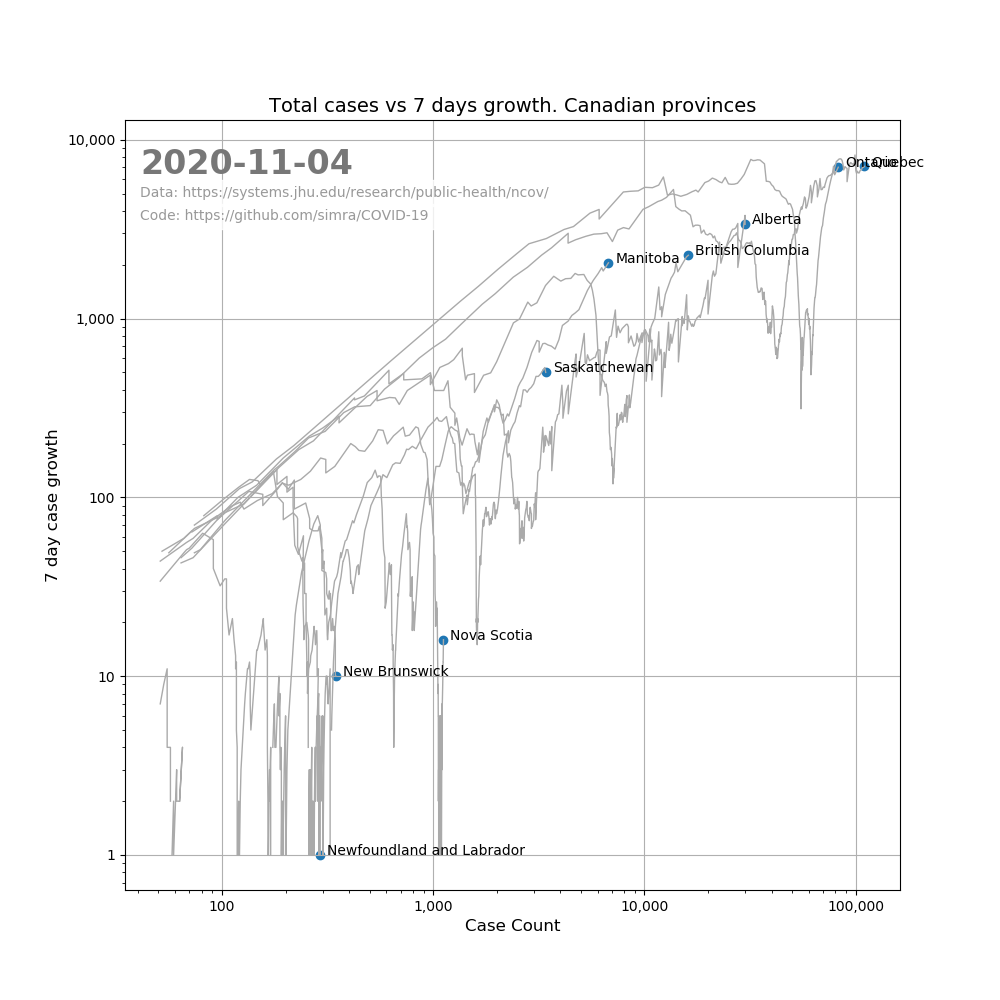 Total cases vs 7 days growth. Canadian provinces
2020-11-04
Data: https://systems.jhu.edu/research/public-health/ncov/
Code: https://github.com/simra/COVID-19
10,000
1,000
100
10
1
7 day case growth
Ontario
Quebec
Alberta
British Columbia
Manitoba
Saskatchewan
Nova Scotia
New Brunswick
Newfoundland and Labrador
100
1,000
10,000
100,000
Case Count